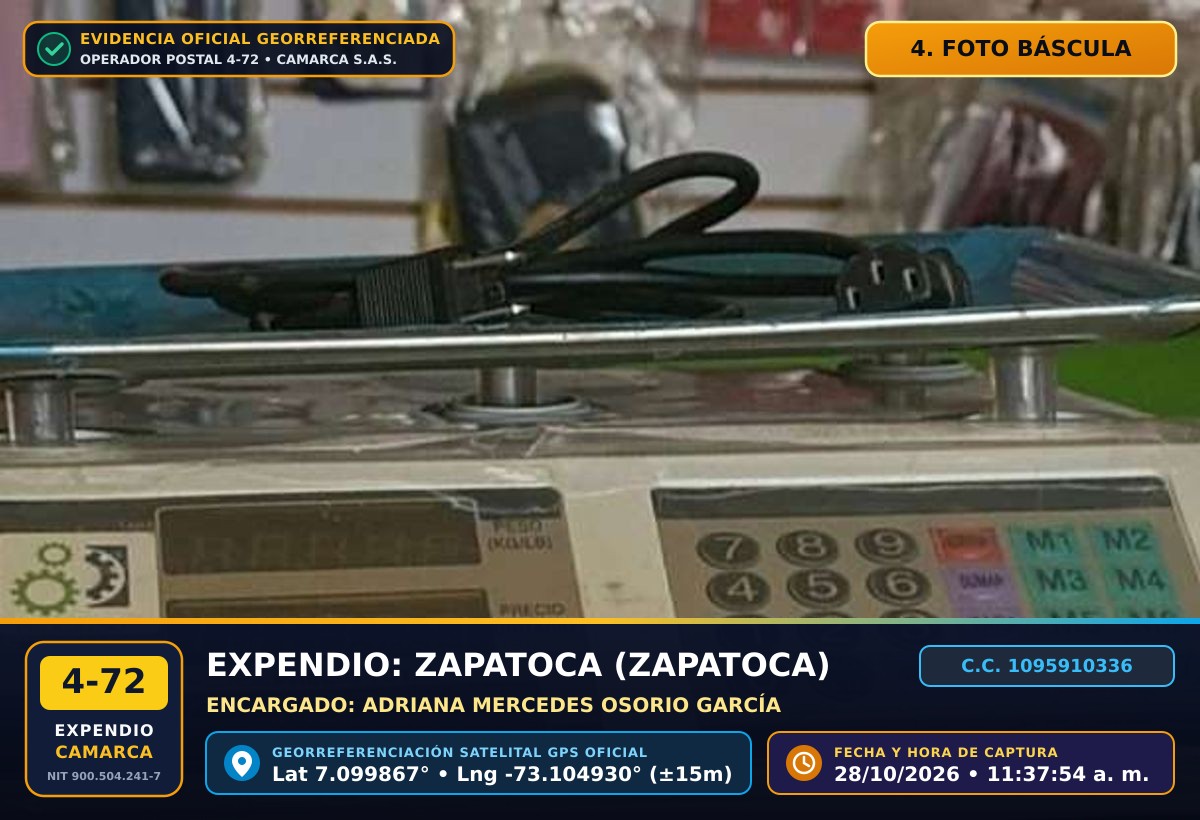 EVIDENCIA OFICIAL GEORREFERENCIADA
OPERADOR POSTAL 4-72 • CAMARCA S.A.S.
4. FOTO BÁSCULA
PESO
(KG/LB)
PRECIO
7 8 9 M1 M2
4 5 6 SUMAR M3 M4
4-72
EXPENDIO
CAMARCA
NIT 900.504.241-7
EXPENDIO: ZAPATOCA (ZAPATOCA)
C.C. 1095910336
ENCARGADO: ADRIANA MERCEDES OSORIO GARCÍA
GEORREFERENCIACIÓN SATELITAL GPS OFICIAL
Lat 7.099867° • Lng -73.104930° (±15m)
FECHA Y HORA DE CAPTURA
28/10/2026 • 11:37:54 a. m.